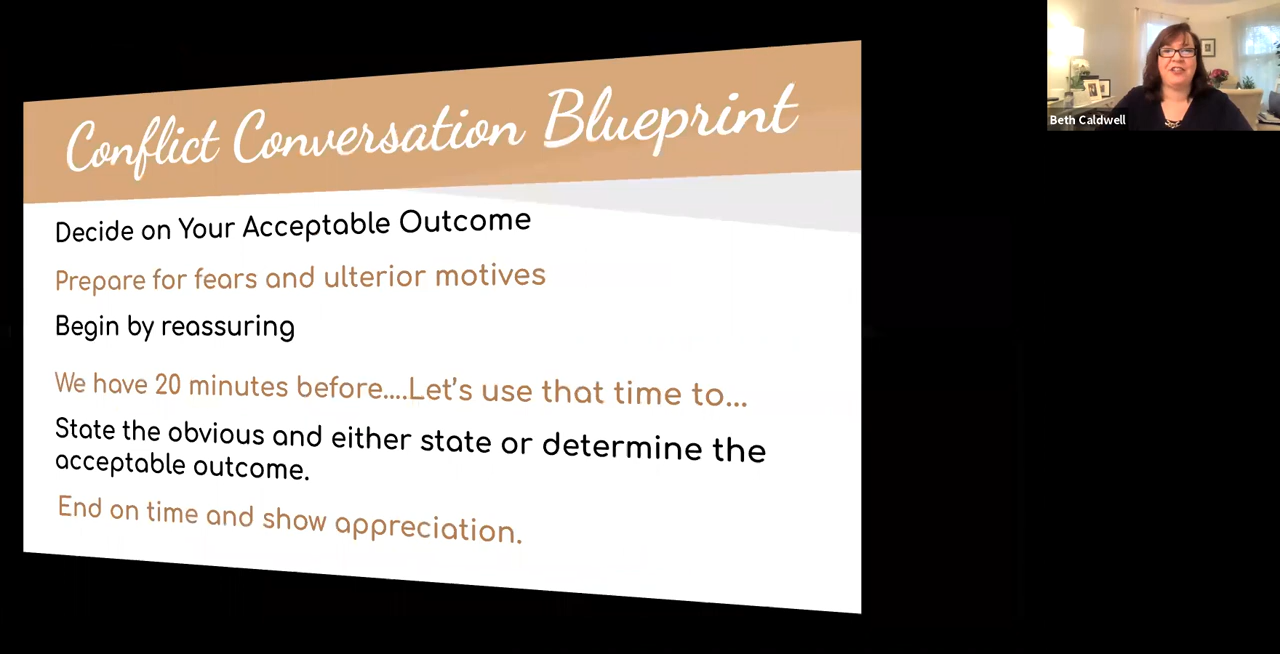 Conflict Conversation Blueprint
Decide on Your Acceptable Outcome
Prepare for fears and ulterior motives
Begin by reassuring
We have 20 minutes before....Let's use that time to...
State the obvious and either state or determine the
acceptable outcome.
End on time and show appreciation.
Beth Caldwell